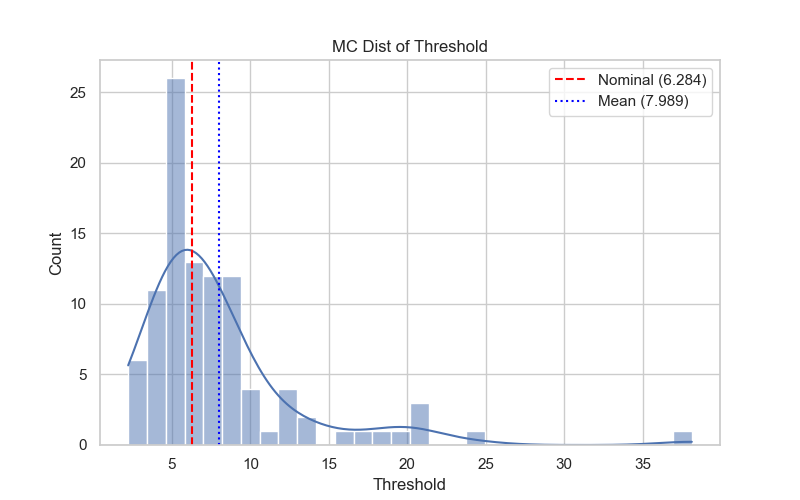 MC Dist of Threshold
Nominal (6.284)
Mean (7.989)
Count
25
20
15
10
5
0
5 10 15 20 25 30 35
Threshold